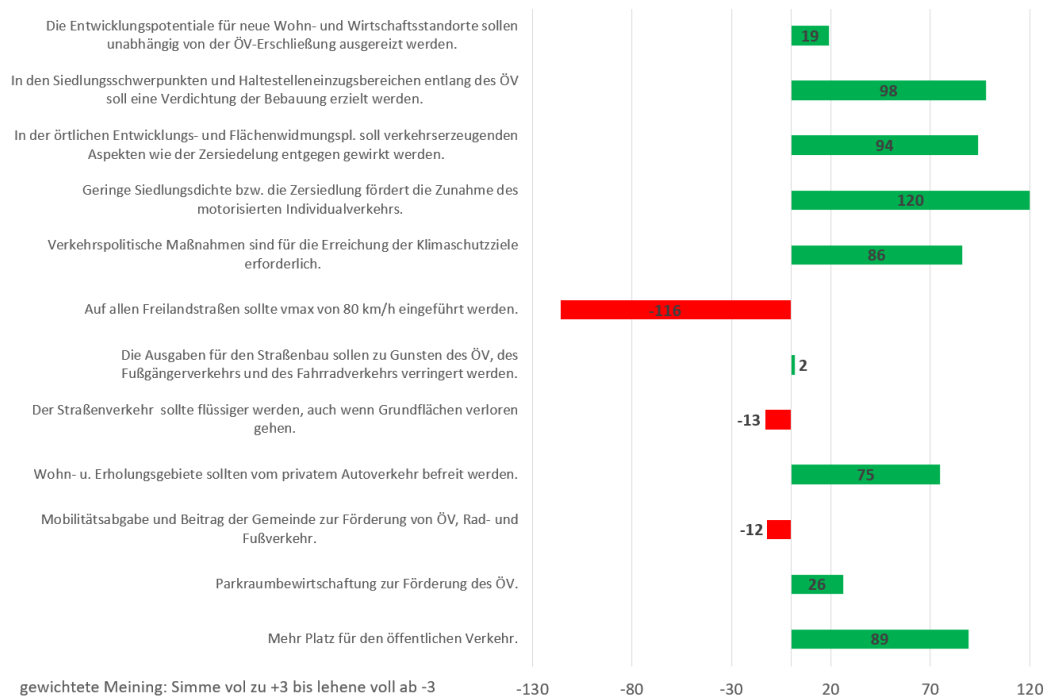 Die Entwicklungspotentiale für neue Wohn- und Wirtschaftsstandorte sollen
unabhängig von der ÖV-Erschließung ausgereizt werden.
19
In den Siedlungsschwerpunkten und Haltestelleneinzugsbereichen entlang des ÖV
soll eine Verdichtung der Bebauung erzielt werden.
98
In der örtlichen Entwicklungs- und Flächenwidmungspl. soll verkehrserzeugenden
Aspekten wie der Zersiedelung entgegen gewirkt werden.
94
Geringe Siedlungsdichte bzw. die Zersiedlung fördert die Zunahme des
motorisierten Individualverkehrs.
120
Verkehrspolitische Maßnahmen sind für die Erreichung der Klimaschutzziele
erforderlich.
86
Auf allen Freilandstraßen sollte vmax von 80 km/h eingeführt werden.
-116
Die Ausgaben für den Straßenbau sollen zu Gunsten des ÖV, des
Fußgängerverkehrs und des Fahrradverkehrs verringert werden.
2
Der Straßenverkehr  sollte flüssiger werden, auch wenn Grundflächen verloren
gehen.
-13
Wohn- u. Erholungsgebiete sollten vom privatem Autoverkehr befreit werden.
75
Mobilitätsabgabe und Beitrag der Gemeinde zur Förderung von ÖV, Rad- und
Fußverkehr.
-12
Parkraumbewirtschaftung zur Förderung des ÖV.
26
Mehr Platz für den öffentlichen Verkehr.
89
gewichtete Meining: Simme vol zu +3 bis lehene voll ab -3
-130 -80 -30 20 70 120